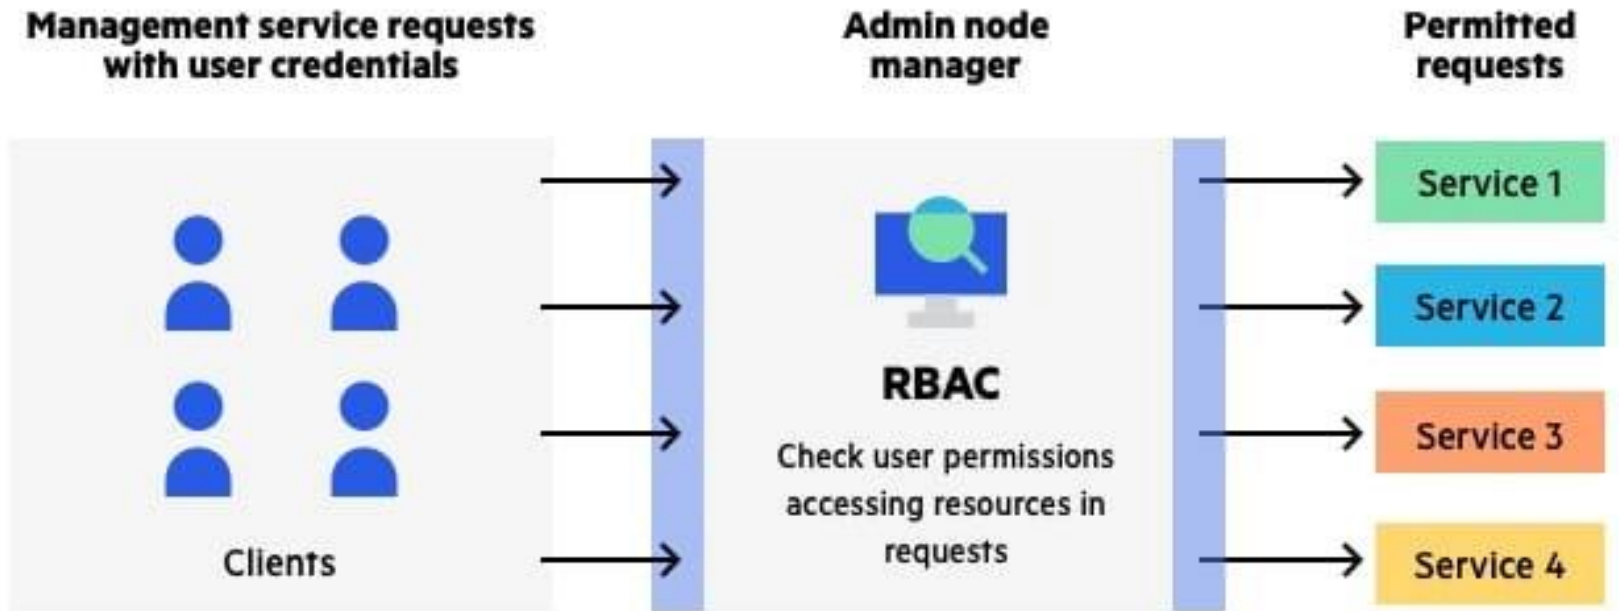 Management service requests
with user credentials
Admin node
manager
Permitted
requests
Clients
RBAC
Check user permissions
accessing resources in
requests
Service 1
Service 2
Service 3
Service 4